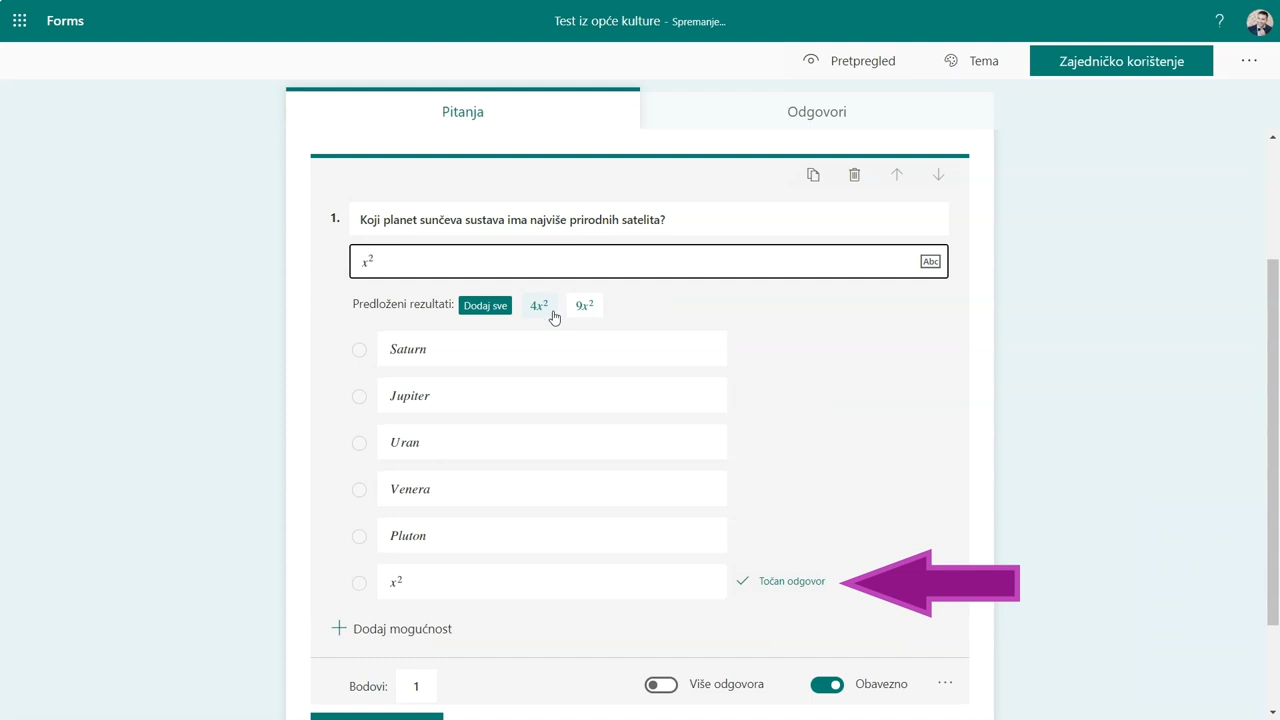 Forms
Test iz opće kulture - Spremanje...
?
Pretpregled
Tema
Zajedničko korištenje
...
Pitanja
Odgovori
1. Koji planet sunčeva sustava ima najviše prirodnih satelita?
x²
Abc
Predloženi rezultati: Dodaj sve 4x² 9x²
Saturn
Jupiter
Uran
Venera
Pluton
x² Točan odgovor
Dodaj mogućnost
Bodovi: 1 Više odgovora Obavezno ...